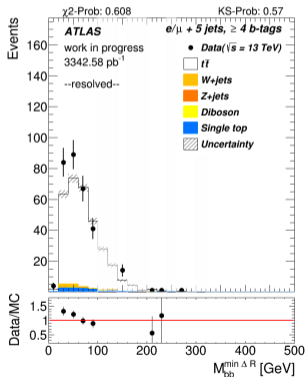 χ2-Prob: 0.608 KS-Prob: 0.57
Events
160
140
120
100
80
60
40
20
ATLAS
work in progress
3342.58 pb⁻¹
--resolved--
e/μ + 5 jets, ≥ 4 b-tags
Data(√s = 13 TeV)
tt̄
W+jets
Z+jets
Diboson
Single top
Uncertainty
Data/MC
1.5
1
0.5
0 100 200 300 400 500
M_bb^min Δ R [GeV]